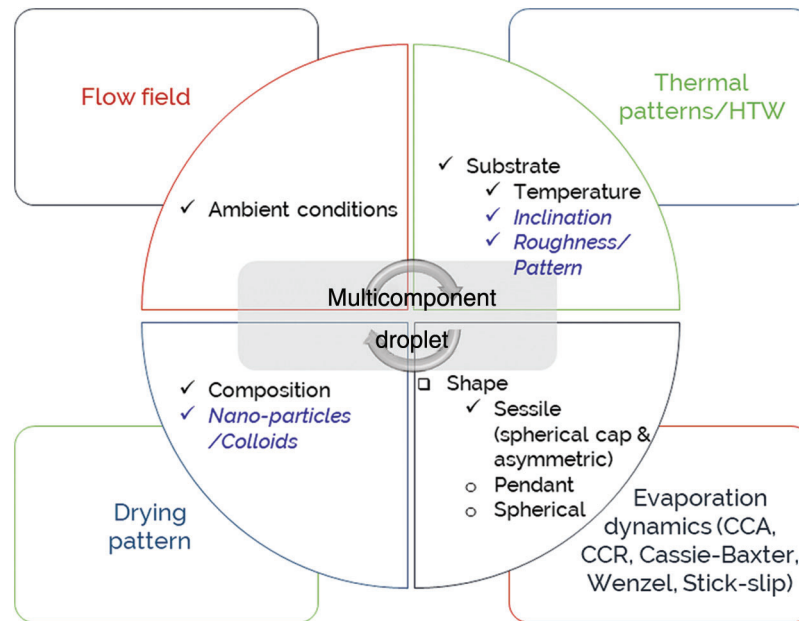 Flow field
Thermal
patterns/HTW
✓ Ambient conditions
✓ Substrate
✓ Temperature
✓ Inclination
✓ Roughness/
Pattern
Multicomponent
droplet
✓ Composition
✓ Nano-particles
/Colloids
❑ Shape
✓ Sessile
(spherical cap &
asymmetric)
o Pendant
o Spherical
Drying
pattern
Evaporation
dynamics (CCA,
CCR, Cassie-Baxter,
Wenzel, Stick-slip)